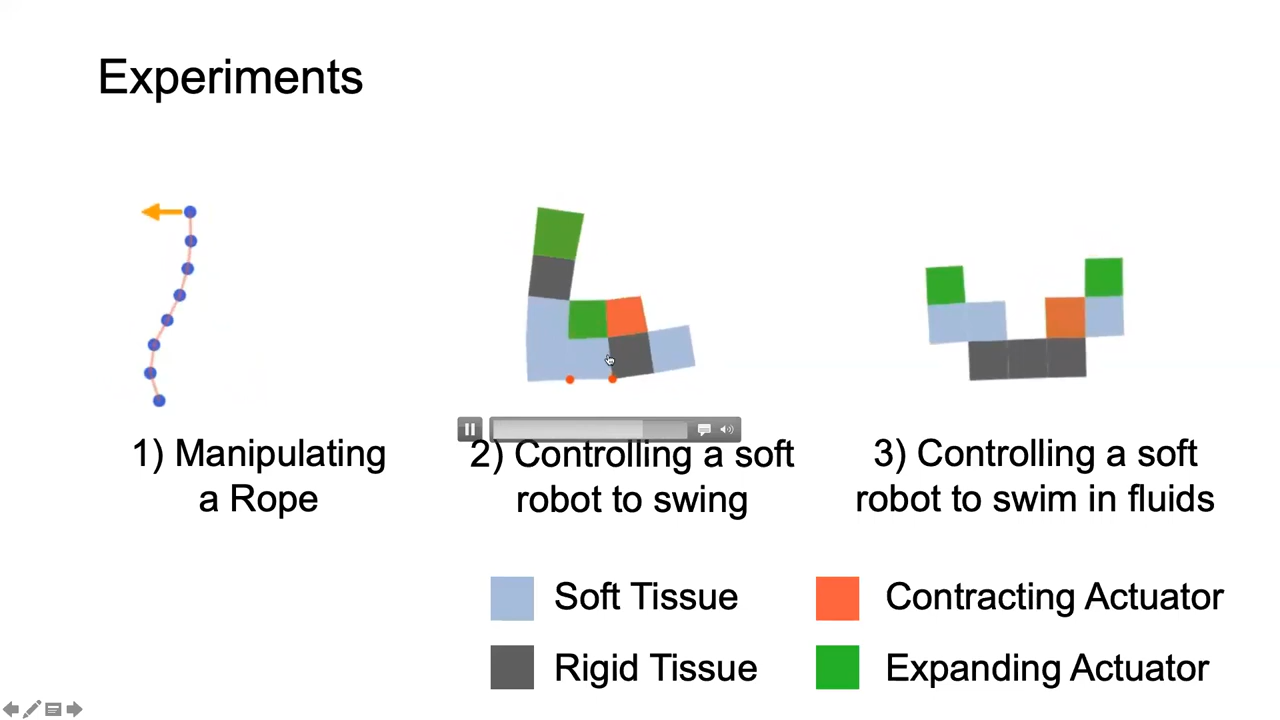 Experiments
1) Manipulating
a Rope
2) Controlling a soft
robot to swing
3) Controlling a soft
robot to swim in fluids
Soft Tissue
Contracting Actuator
Rigid Tissue
Expanding Actuator